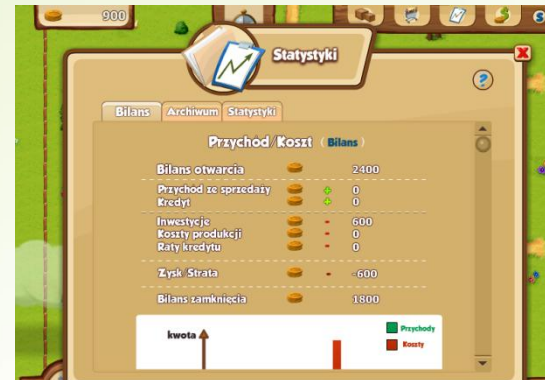 900
$
Statystyki
X
?
Bilans Archiwum Statystyki
Przychód/Koszt (Bilans)
Bilans otwarcia 2400
Przychód ze sprzedaży + 0
Kredyt + 0
Inwestycje - 600
Koszty produkcji - 0
Raty kredytu - 0
Zysk/Strata - -600
Bilans zamknięcia 1800
kwota
Przychody
Koszty